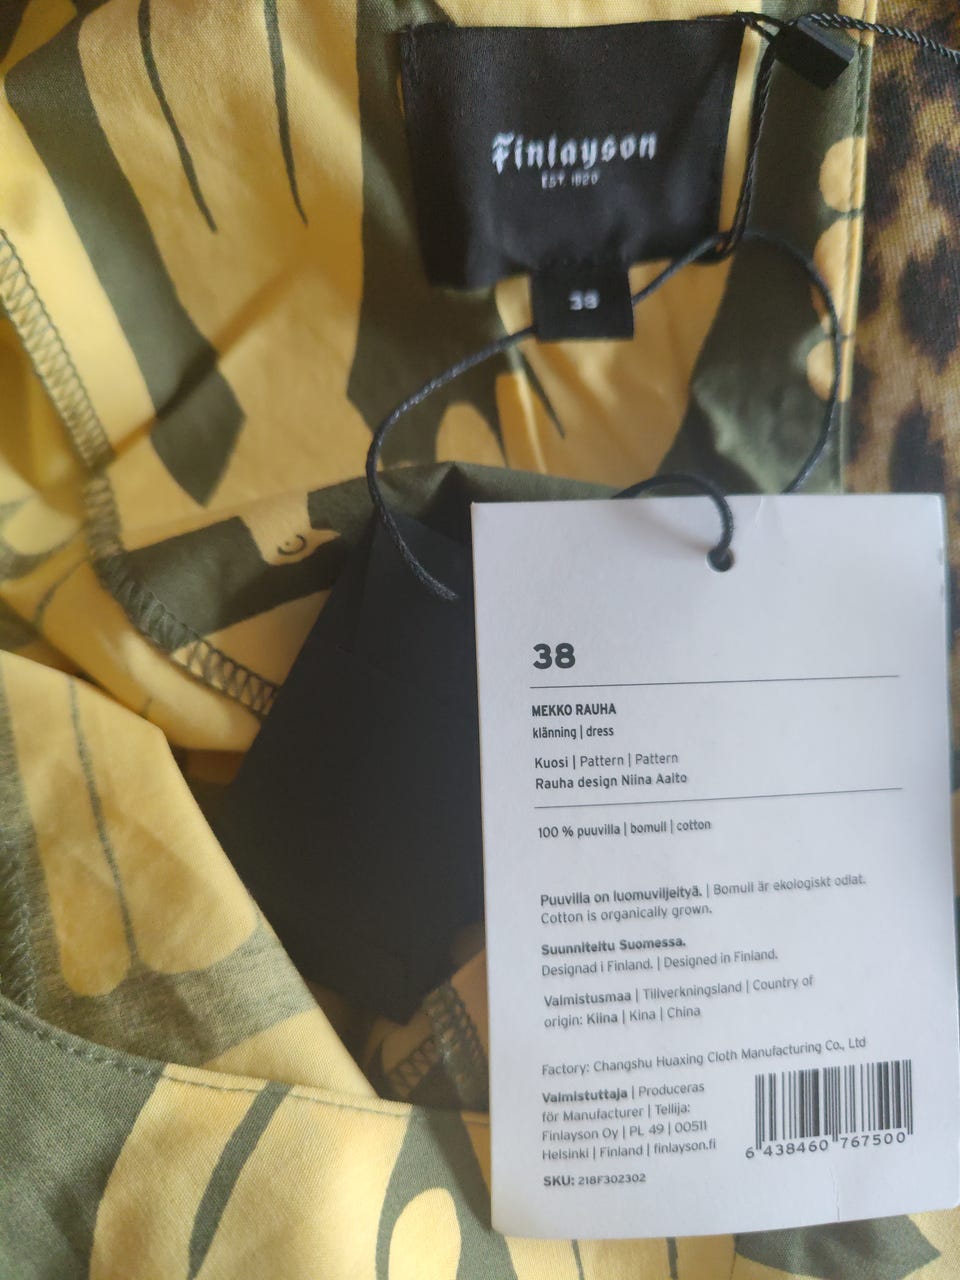 Finlayson
EST. 1820
38
38
MEKKO RAUHA
klänning | dress
Kuosi | Pattern | Pattern
Rauha design Niina Aalto
100 % puuvilla | bomull | cotton
Puuvilla on luomuviljeltyä. | Bomull är ekologiskt odlat.
Cotton is organically grown.
Suunniteltu Suomessa.
Designad i Finland. | Designed in Finland.
Valmistusmaa | Tillverkningsland | Country of
origin: Kiina | Kina | China
Factory: Changshu Huaxing Cloth Manufacturing Co., Ltd
Valmistuttaja | Produceras
för Manufacturer | Tellija:
Finlayson Oy | PL 49 | 00511
Helsinki | Finland | finlayson.fi
SKU: 218F302302
6 438460 767500